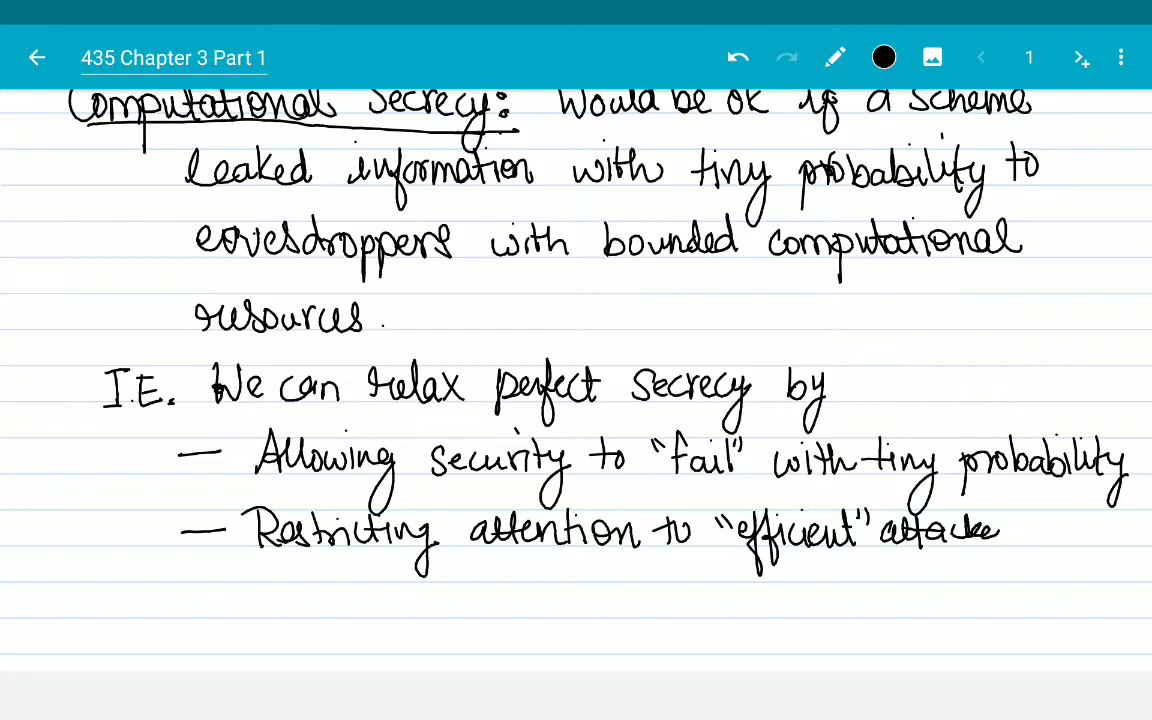 435 Chapter 3 Part 1
1
Computational Secrecy: Would be ok if a scheme
leaked information with tiny probability to
eavesdroppers with bounded computational
resources.
I.E. We can relax perfect secrecy by
— Allowing security to "fail" with tiny probability
— Restricting attention to "efficient" attacke